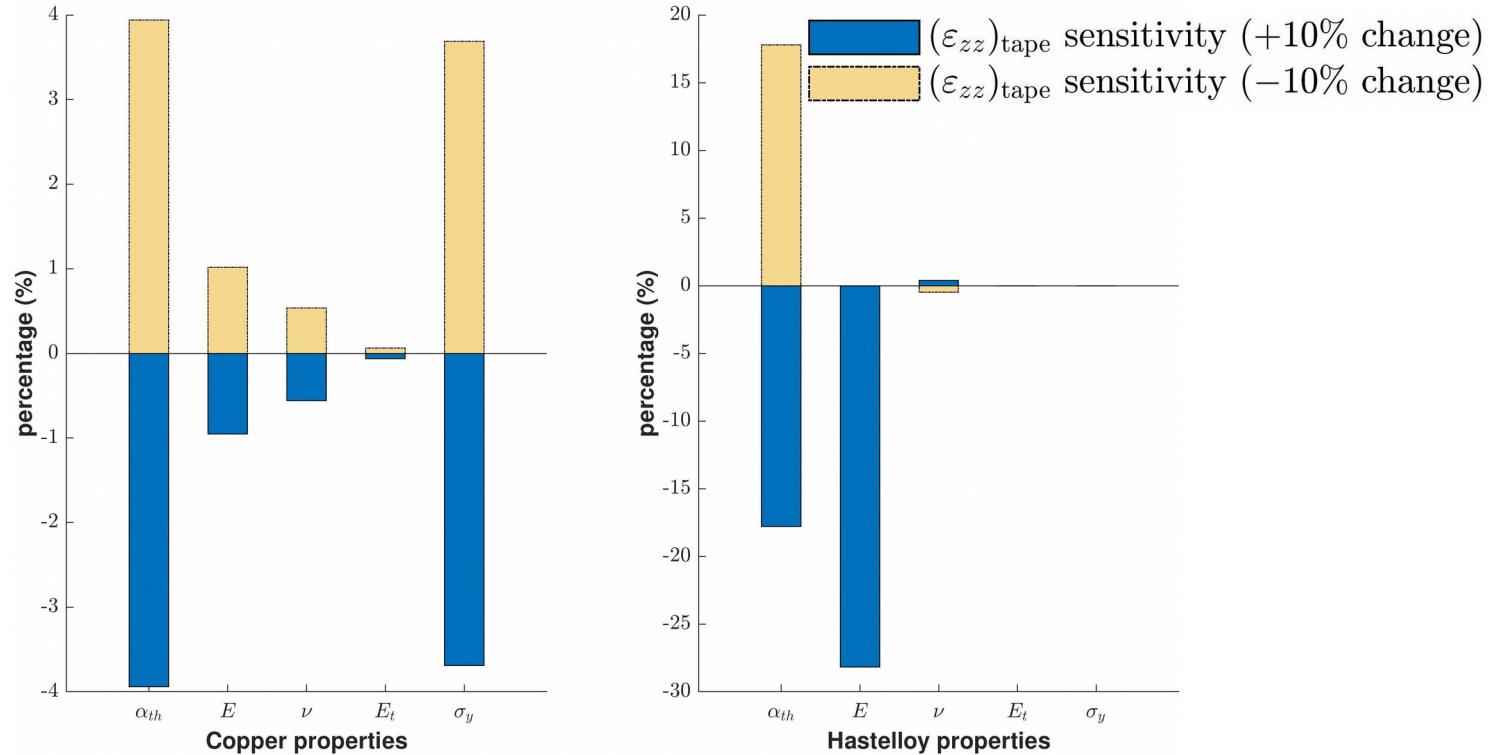 4
3
2
1
0
-1
-2
-3
-4
percentage (%)
α_th E ν E_t σ_y
Copper properties
20
15
10
5
0
-5
-10
-15
-20
-25
-30
percentage (%)
α_th E ν E_t σ_y
Hastelloy properties
(ε_zz)_tape sensitivity (+10% change)
(ε_zz)_tape sensitivity (−10% change)